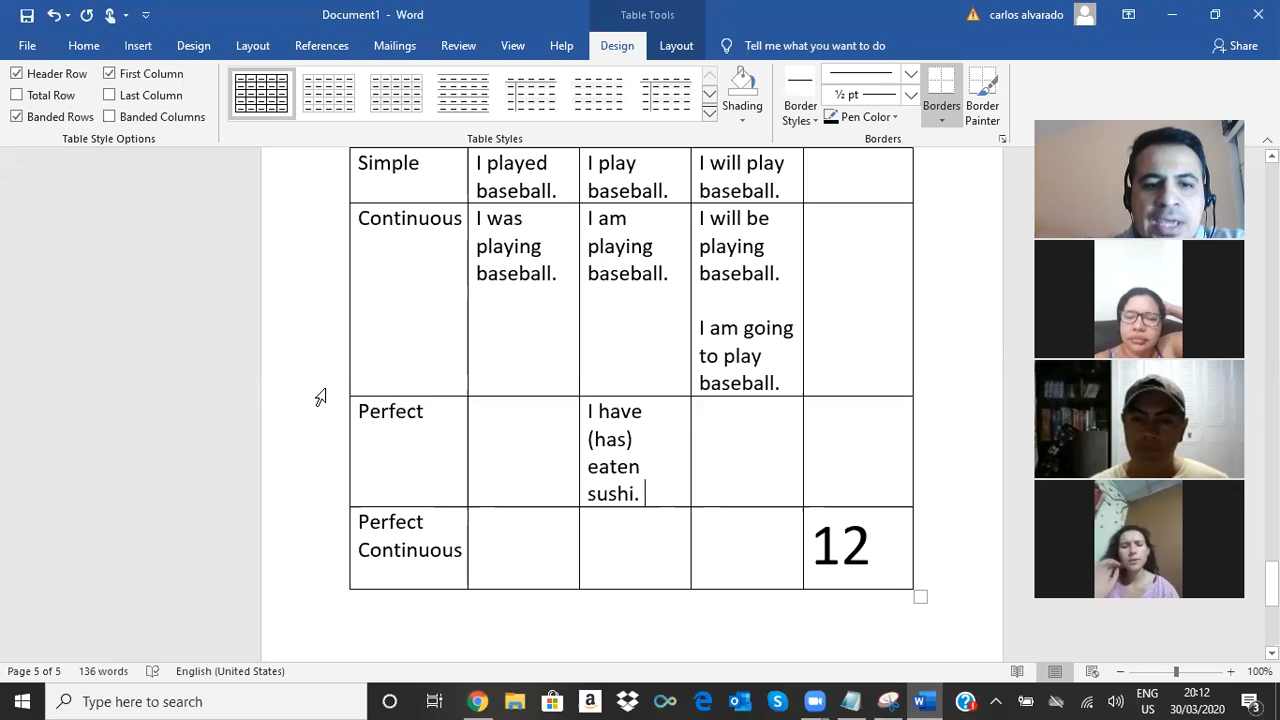 Document1 - Word
Table Tools
carlos alvarado
File
Home
Insert
Design
Layout
References
Mailings
Review
View
Help
Design
Layout
Tell me what you want to do
Share
Header Row
First Column
Total Row
Last Column
Banded Rows
Banded Columns
Table Style Options
Table Styles
Shading
Border
Styles
½ pt
Pen Color
Borders
Border
Painter
Borders
Simple
I played
baseball.
I play
baseball.
I will play
baseball.
Continuous
I was
playing
baseball.
I am
playing
baseball.
I will be
playing
baseball.
I am going
to play
baseball.
Perfect
I have
(has)
eaten
sushi.
Perfect
Continuous
12
Page 5 of 5
136 words
English (United States)
100%
Type here to search
ENG
US
20:12
30/03/2020
3